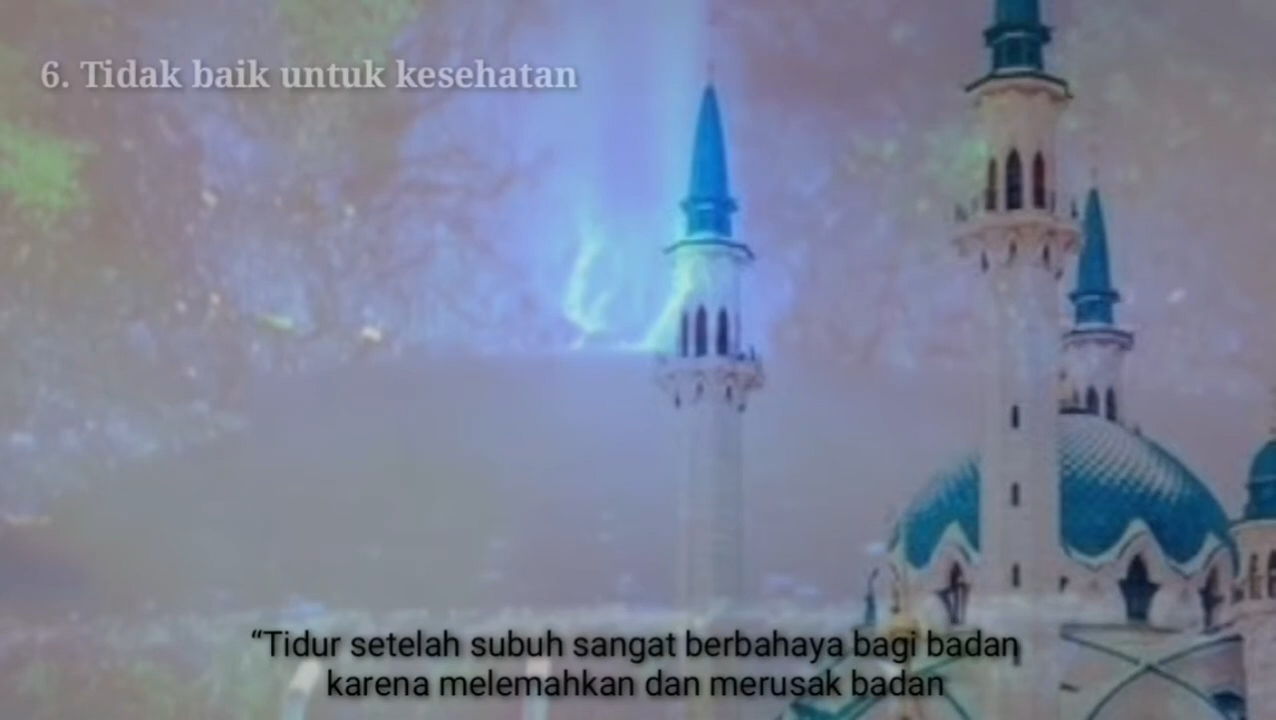 6. Tidak baik untuk kesehatan
“Tidur setelah subuh sangat berbahaya bagi badan
karena melemahkan dan merusak badan